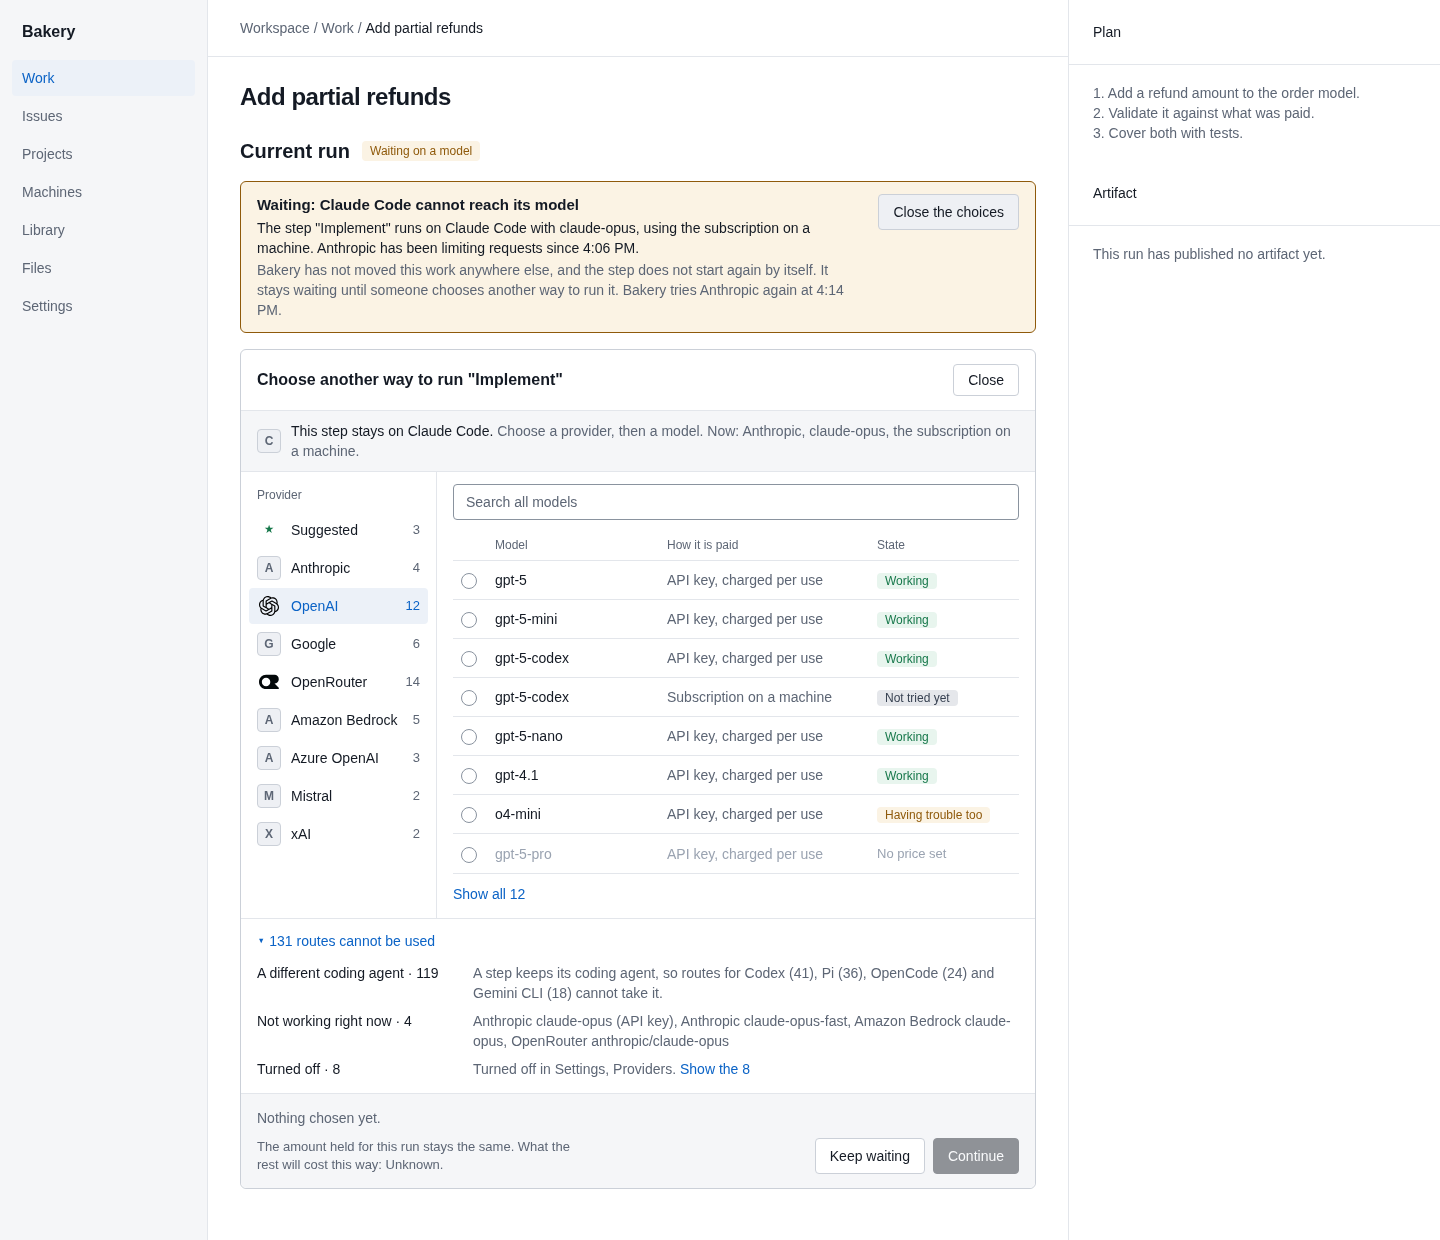 Bakery
Work
Issues
Projects
Machines
Library
Files
Settings
Workspace / Work / Add partial refunds
Add partial refunds
Current run
Waiting on a model
Waiting: Claude Code cannot reach its model
The step "Implement" runs on Claude Code with claude-opus, using the subscription on a
machine. Anthropic has been limiting requests since 4:06 PM.
Bakery has not moved this work anywhere else, and the step does not start again by itself. It
stays waiting until someone chooses another way to run it. Bakery tries Anthropic again at 4:14
PM.
Close the choices
Choose another way to run "Implement"
Close
C
This step stays on Claude Code. Choose a provider, then a model. Now: Anthropic, claude-opus, the subscription on
a machine.
Provider
Suggested 3
A Anthropic 4
OpenAI 12
G Google 6
OpenRouter 14
A Amazon Bedrock 5
A Azure OpenAI 3
M Mistral 2
X xAI 2
Search all models
Model How it is paid State
gpt-5 API key, charged per use Working
gpt-5-mini API key, charged per use Working
gpt-5-codex API key, charged per use Working
gpt-5-codex Subscription on a machine Not tried yet
gpt-5-nano API key, charged per use Working
gpt-4.1 API key, charged per use Working
o4-mini API key, charged per use Having trouble too
gpt-5-pro API key, charged per use No price set
Show all 12
131 routes cannot be used
A different coding agent · 119
A step keeps its coding agent, so routes for Codex (41), Pi (36), OpenCode (24) and
Gemini CLI (18) cannot take it.
Not working right now · 4
Anthropic claude-opus (API key), Anthropic claude-opus-fast, Amazon Bedrock claude-
opus, OpenRouter anthropic/claude-opus
Turned off · 8
Turned off in Settings, Providers. Show the 8
Nothing chosen yet.
The amount held for this run stays the same. What the
rest will cost this way: Unknown.
Keep waiting
Continue
Plan
1. Add a refund amount to the order model.
2. Validate it against what was paid.
3. Cover both with tests.
Artifact
This run has published no artifact yet.